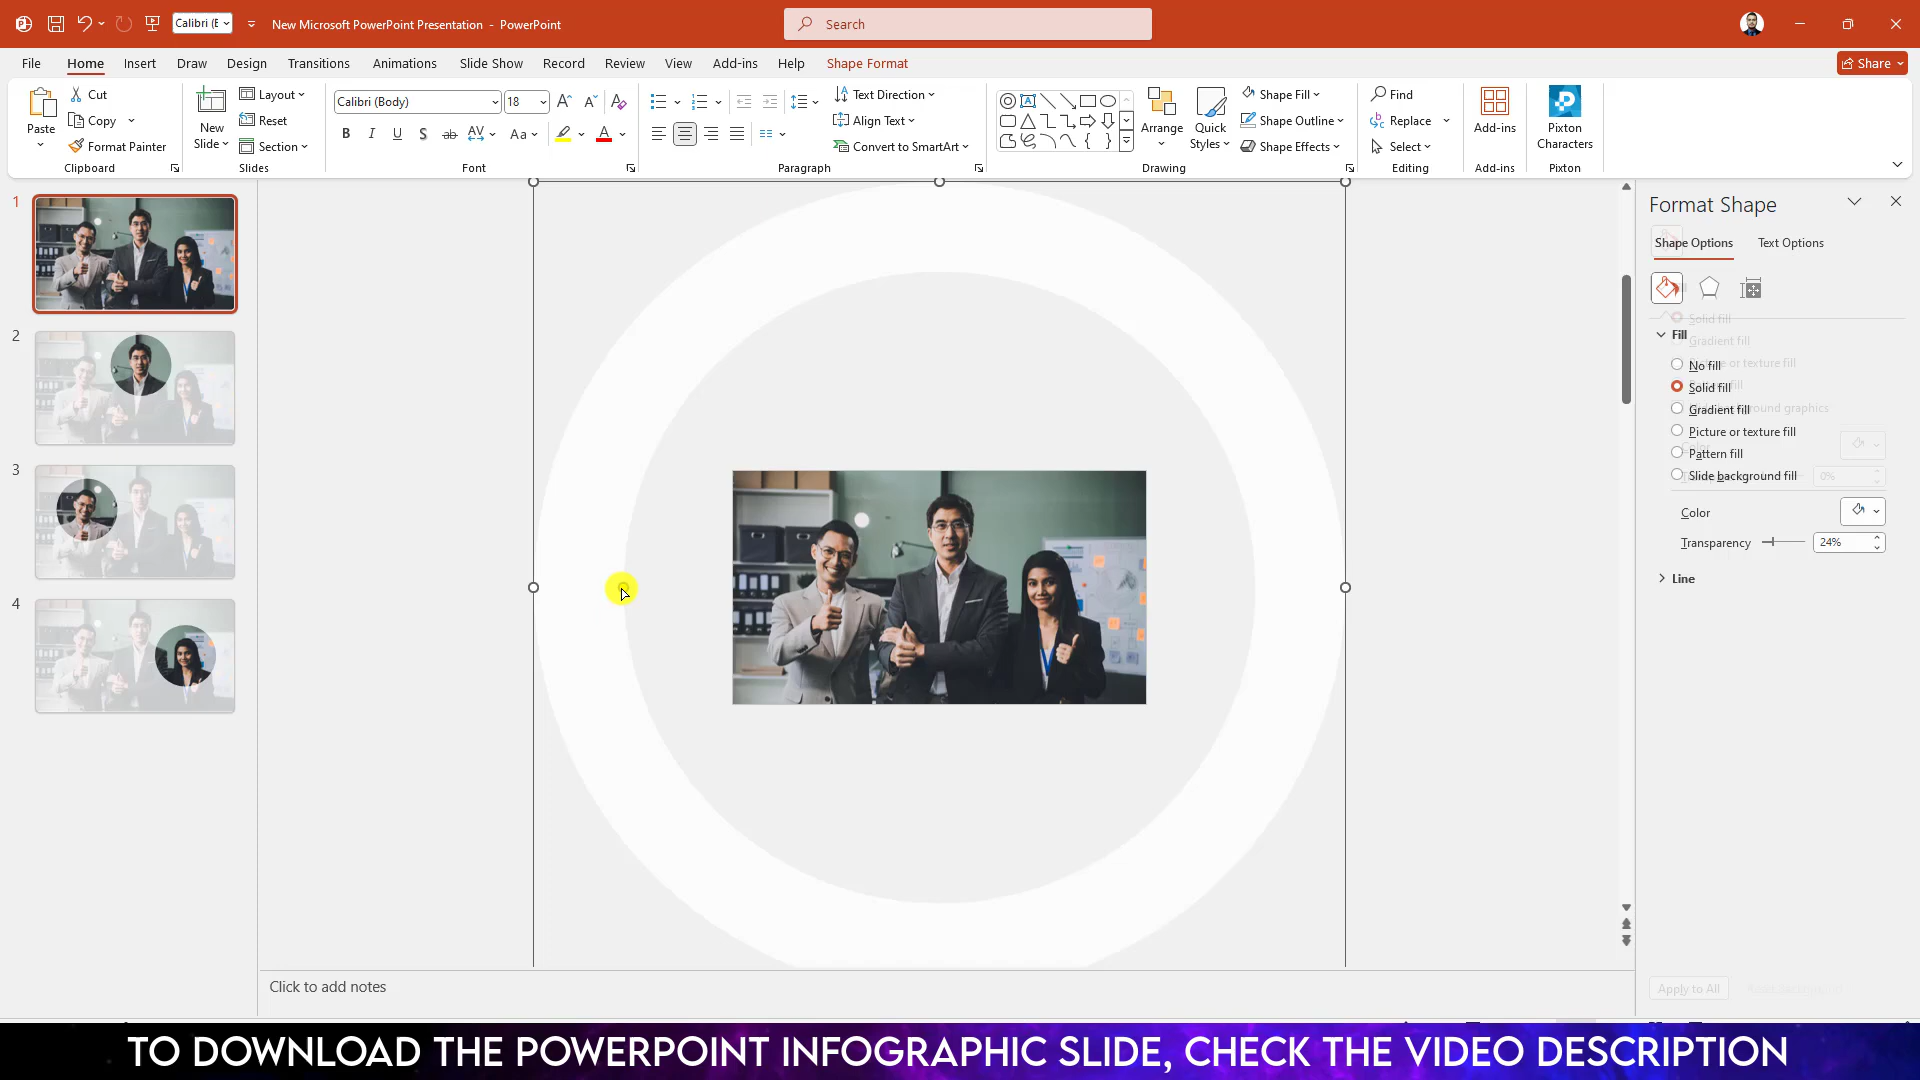 Calibri (E
New Microsoft PowerPoint Presentation - PowerPoint
Search
File
Home
Insert
Draw
Design
Transitions
Animations
Slide Show
Record
Review
View
Add-ins
Help
Shape Format
Share
Paste
Cut
Copy
Format Painter
Clipboard
New
Slide
Layout
Reset
Section
Slides
Calibri (Body)
18
Font
Text Direction
Align Text
Convert to SmartArt
Paragraph
Arrange
Quick
Styles
Shape Fill
Shape Outline
Shape Effects
Drawing
Find
Replace
Select
Editing
Add-ins
Add-ins
Pixton
Characters
Pixton
1
2
3
4
Format Shape
Shape Options
Text Options
Fill
No fill
Solid fill
Gradient fill
Picture or texture fill
Pattern fill
Slide background fill
Color
Transparency
24%
Line
Apply to All
Click to add notes
TO DOWNLOAD THE POWERPOINT INFOGRAPHIC SLIDE, CHECK THE VIDEO DESCRIPTION